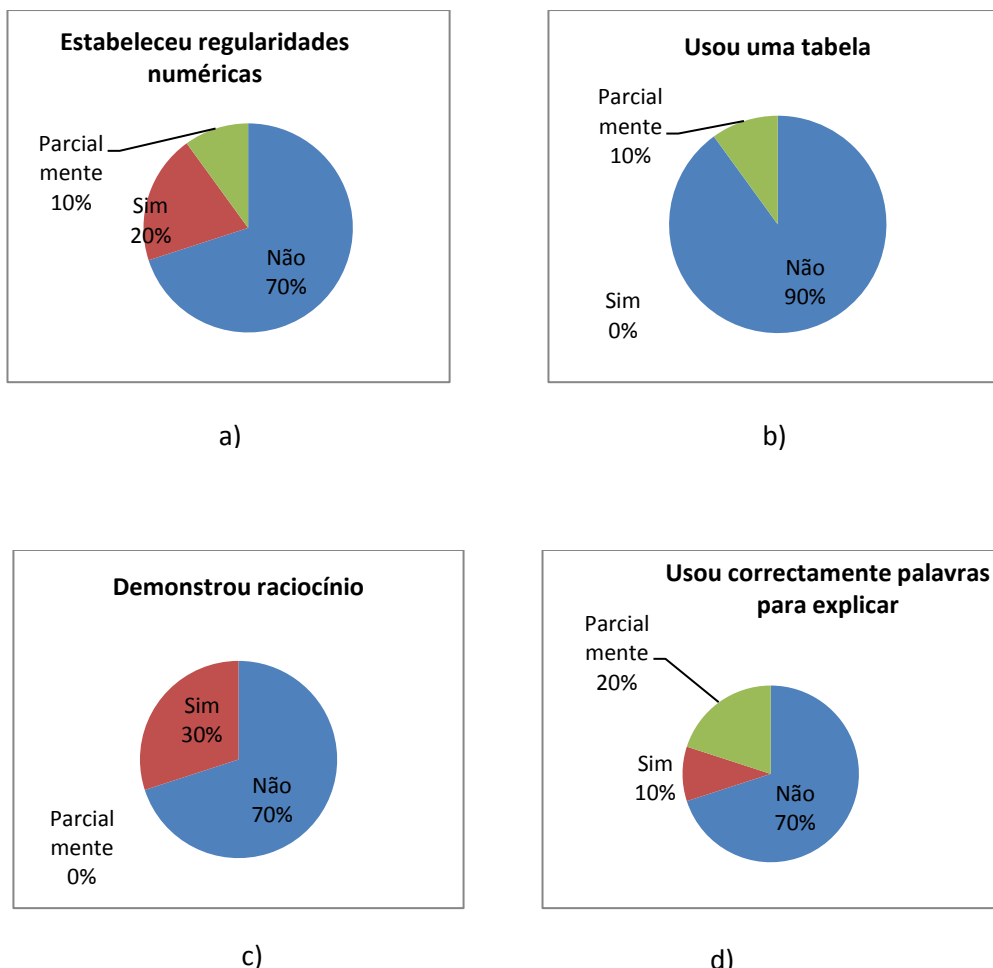 Estabeleceu regularidades
numéricas
Parcial
mente
10%
Sim
20%
Não
70%
a)
Usou uma tabela
Parcial
mente
10%
Não
90%
Sim
0%
b)
Demonstrou raciocínio
Sim
30%
Não
70%
Parcial
mente
0%
c)
Usou correctamente palavras
para explicar
Parcial
mente
20%
Sim
10%
Não
70%
d)